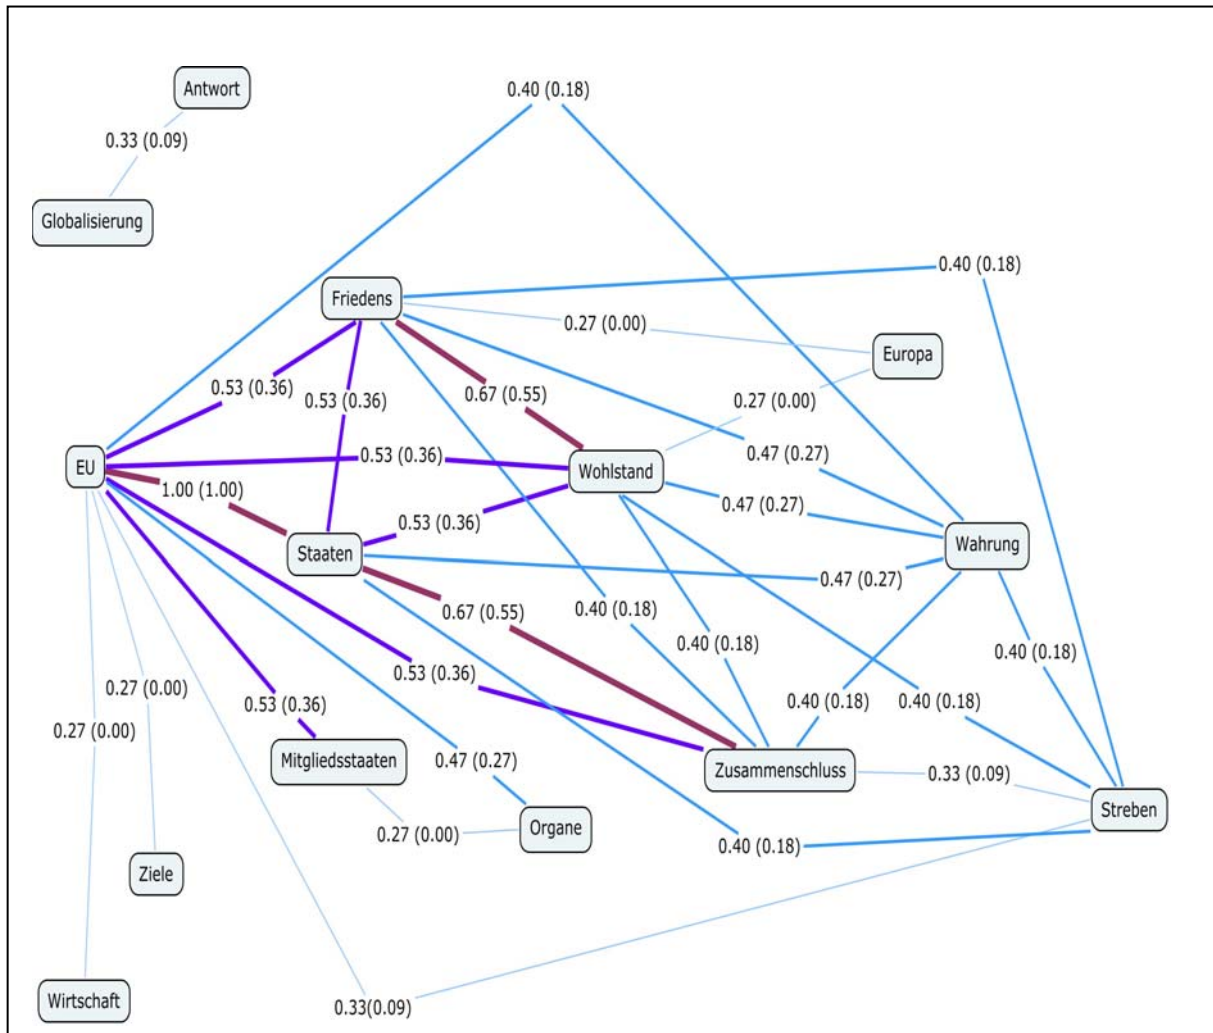 Antwort
0.40 (0.18)
0.33 (0.09)
Globalisierung
0.40 (0.18)
Friedens
0.27 (0.00)
Europa
0.53 (0.36)
0.53 (0.36)
0.67 (0.55)
0.27 (0.00)
EU
0.53 (0.36)
0.47 (0.27)
Wohlstand
1.00 (1.00)
0.47 (0.27)
0.53 (0.36)
Staaten
Wahrung
0.47 (0.27)
0.67 (0.55)
0.40 (0.18)
0.40 (0.18)
0.40 (0.18)
0.53 (0.36)
0.27 (0.00)
0.53 (0.36)
0.40 (0.18)
0.40 (0.18)
0.27 (0.00)
Mitgliedsstaaten
0.47 (0.27)
Zusammenschluss
0.33 (0.09)
Streben
0.27 (0.00)
Organe
0.40 (0.18)
Ziele
Wirtschaft
0.33(0.09)